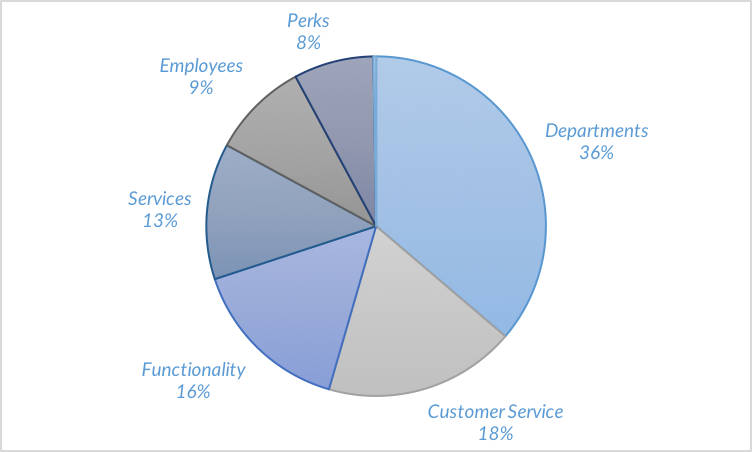 Perks
8%
Employees
9%
Departments
36%
Services
13%
Functionality
16%
Customer Service
18%